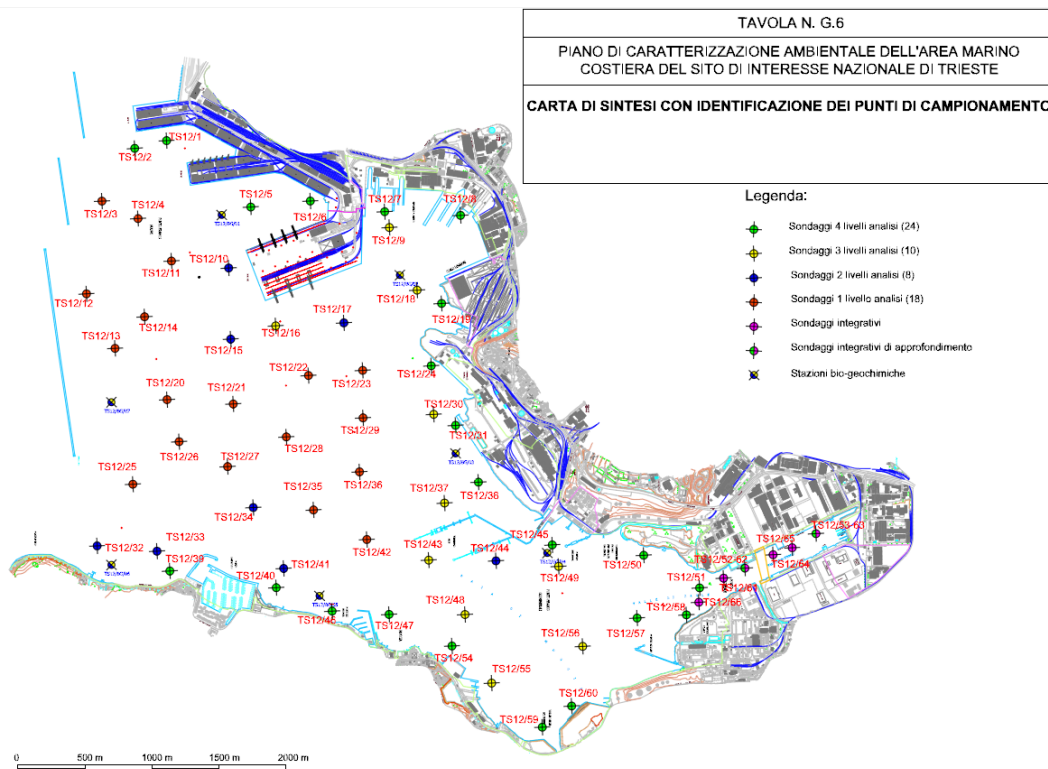 TAVOLA N. G.6
PIANO DI CARATTERIZZAZIONE AMBIENTALE DELL'AREA MARINO
COSTIERA DEL SITO DI INTERESSE NAZIONALE DI TRIESTE
CARTA DI SINTESI CON IDENTIFICAZIONE DEI PUNTI DI CAMPIONAMENTO
Legenda:
Sondaggi 4 livelli analisi (24)
Sondaggi 3 livelli analisi (10)
Sondaggi 2 livelli analisi (8)
Sondaggi 1 livello analisi (18)
Sondaggi integrativi
Sondaggi integrativi di approfondimento
Stazioni bio-geochimiche
TS12/1
TS12/2
TS12/3
TS12/4
TS12/5
TS12/6
TS12/7
TS12/8
TS12/9
TS12/10
TS12/11
TS12/12
TS12/13
TS12/14
TS12/15
TS12/16
TS12/17
TS12/18
TS12/19
TS12/20
TS12/21
TS12/22
TS12/23
TS12/24
TS12/25
TS12/26
TS12/27
TS12/28
TS12/29
TS12/30
TS12/31
TS12/32
TS12/33
TS12/34
TS12/35
TS12/36
TS12/37
TS12/38
TS12/39
TS12/40
TS12/41
TS12/42
TS12/43
TS12/44
TS12/45
TS12/46
TS12/47
TS12/48
TS12/49
TS12/50
TS12/51
TS12/52-62
TS12/53-63
TS12/54
TS12/55
TS12/56
TS12/57
TS12/58
TS12/59
TS12/60
TS12/64
TS12/65
TS12/66
0
500 m
1000 m
1500 m
2000 m